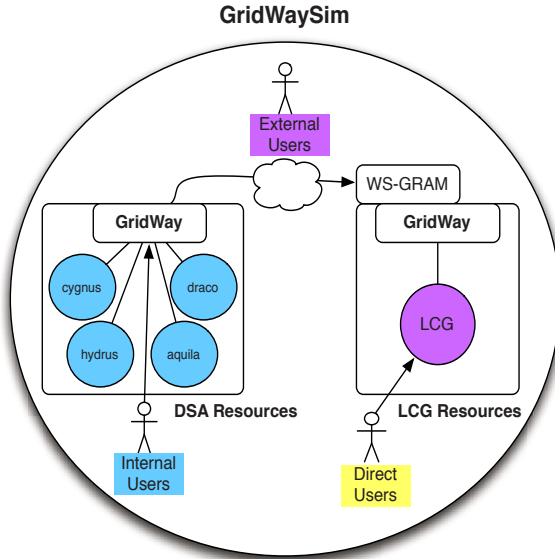 GridWaySim
External
Users
WS-GRAM
GridWay
GridWay
cygnus
draco
LCG
hydrus
aquila
DSA Resources
LCG Resources
Internal
Users
Direct
Users